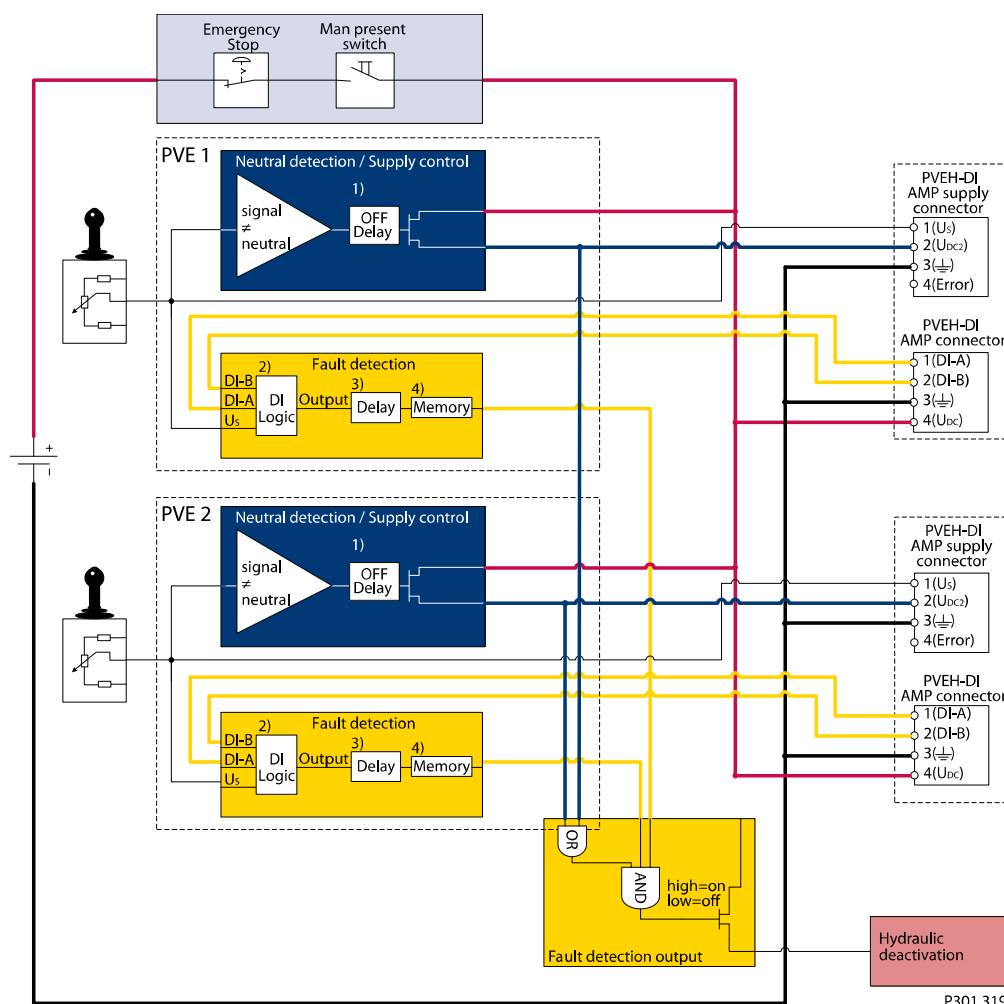 Emergency
Stop
Man present
switch
PVE 1
Neutral detection / Supply control
1)
signal
≠
neutral
OFF
Delay
Fault detection
2)
DI-B
DI-A
Us
DI
Logic
Output
3)
Delay
4)
Memory
PVEH-DI
AMP supply
connector
1(Us)
2(UDC2)
3(⏚)
4(Error)
PVEH-DI
AMP connector
1(DI-A)
2(DI-B)
3(⏚)
4(UDC)
+
−
PVE 2
Neutral detection / Supply control
1)
signal
≠
neutral
OFF
Delay
Fault detection
2)
DI-B
DI-A
Us
DI
Logic
Output
3)
Delay
4)
Memory
PVEH-DI
AMP supply
connector
1(Us)
2(UDC2)
3(⏚)
4(Error)
PVEH-DI
AMP connector
1(DI-A)
2(DI-B)
3(⏚)
4(UDC)
OR
AND
high=on
low=off
Fault detection output
Hydraulic
deactivation
P301 319